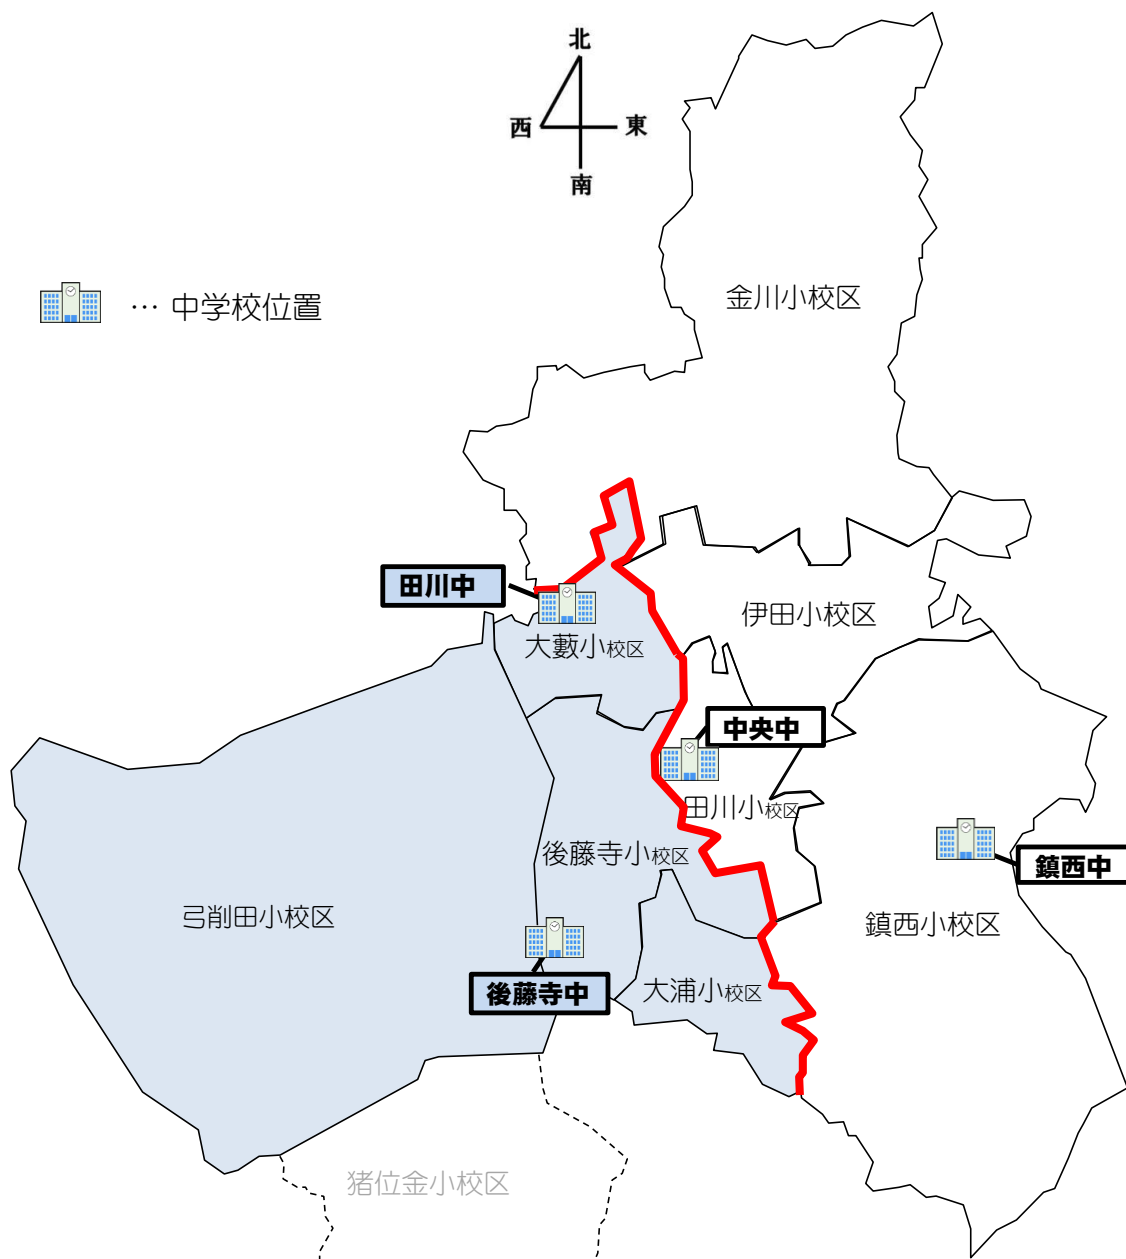 北
西
東
南
… 中学校位置
金川小校区
田川中
伊田小校区
大藪小校区
中央中
田川小校区
後藤寺小校区
鎮西中
弓削田小校区
鎮西小校区
後藤寺中
大浦小校区
猪位金小校区